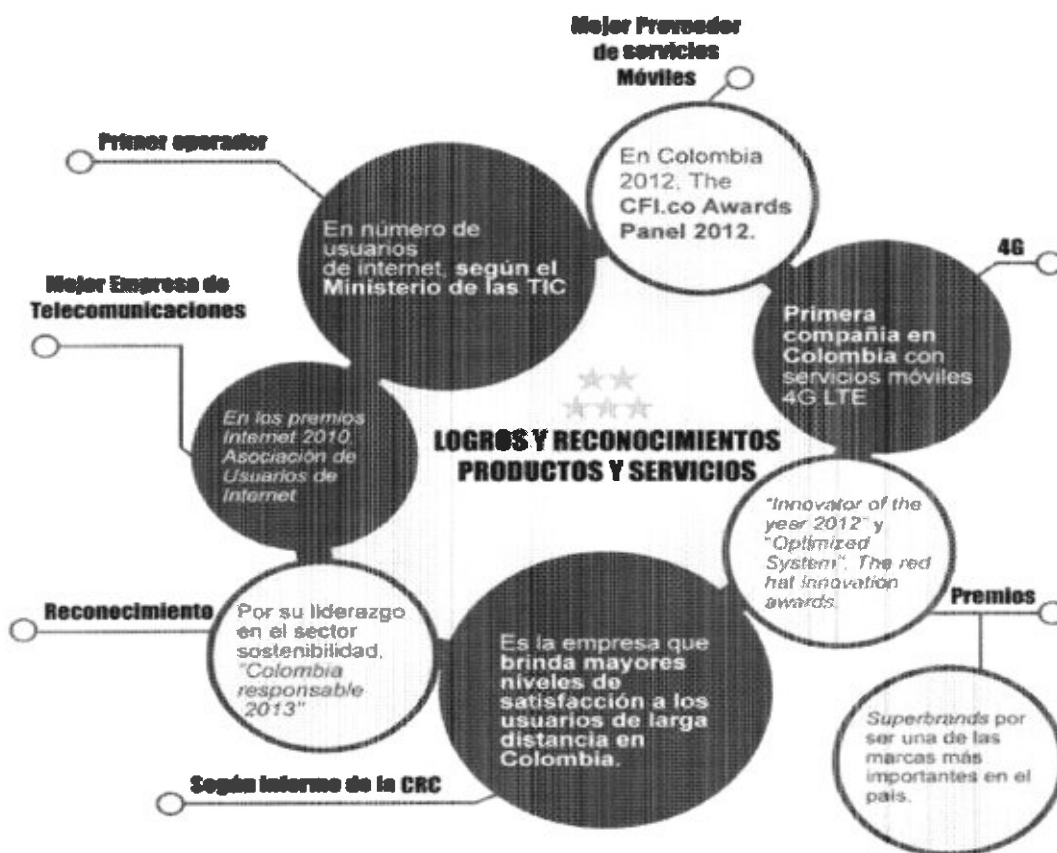 Mejor Proveedor
de servicios
Móviles
En Colombia
2012. The
CFI.co Awards
Panel 2012.
Primer operador
En número de
usuarios
de internet, según el
Ministerio de las TIC
4G
Primera
compañia en
Colombia con
servicios móviles
4G LTE
Mejor Empresa de
Telecomunicaciones
En los premios
Internet 2010.
Asociación de
Usuarios de
Internet
LOGROS Y RECONOCIMIENTOS
PRODUCTOS Y SERVICIOS
"Innovator of the
year 2012" y
"Optimized
System". The red
hat innovation
awards.
Premios
Superbrands por
ser una de las
marcas más
importantes en el
pais.
Reconocimiento
Por su liderazgo
en el sector
sostenibilidad,
"Colombia
responsable
2013"
Es la empresa que
brinda mayores
niveles de
satisfacción a los
usuarios de larga
distancia en
Colombia.
Según informe de la CRC